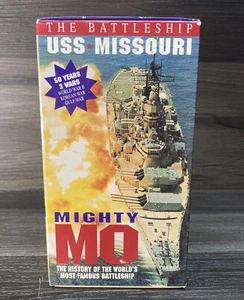 THE BATTLESHIP
USS MISSOURI
50 YEARS
3 WARS
WORLD WAR II
KOREAN WAR
GULF WAR
MIGHTY
MO
THE HISTORY OF THE WORLD'S
MOST FAMOUS BATTLESHIP